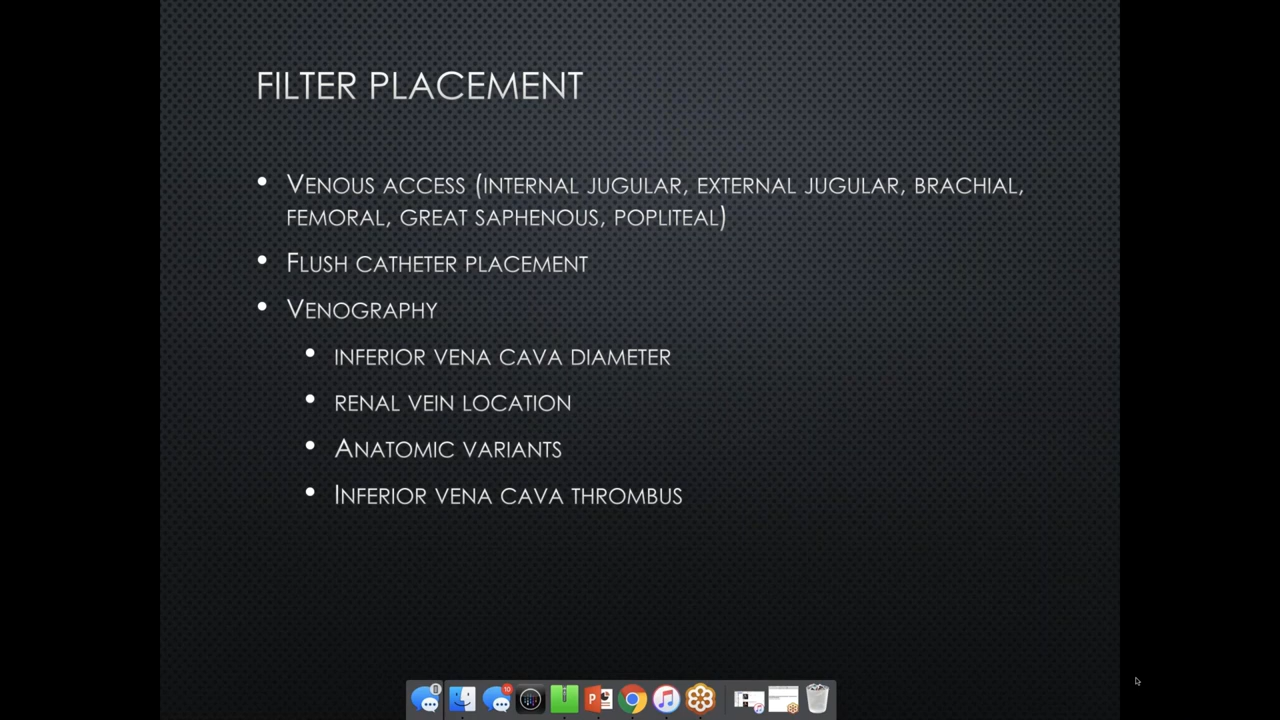 FILTER PLACEMENT
• VENOUS ACCESS (INTERNAL JUGULAR, EXTERNAL JUGULAR, BRACHIAL,
FEMORAL, GREAT SAPHENOUS, POPLITEAL)
• FLUSH CATHETER PLACEMENT
• VENOGRAPHY
• INFERIOR VENA CAVA DIAMETER
• RENAL VEIN LOCATION
• ANATOMIC VARIANTS
• INFERIOR VENA CAVA THROMBUS
10